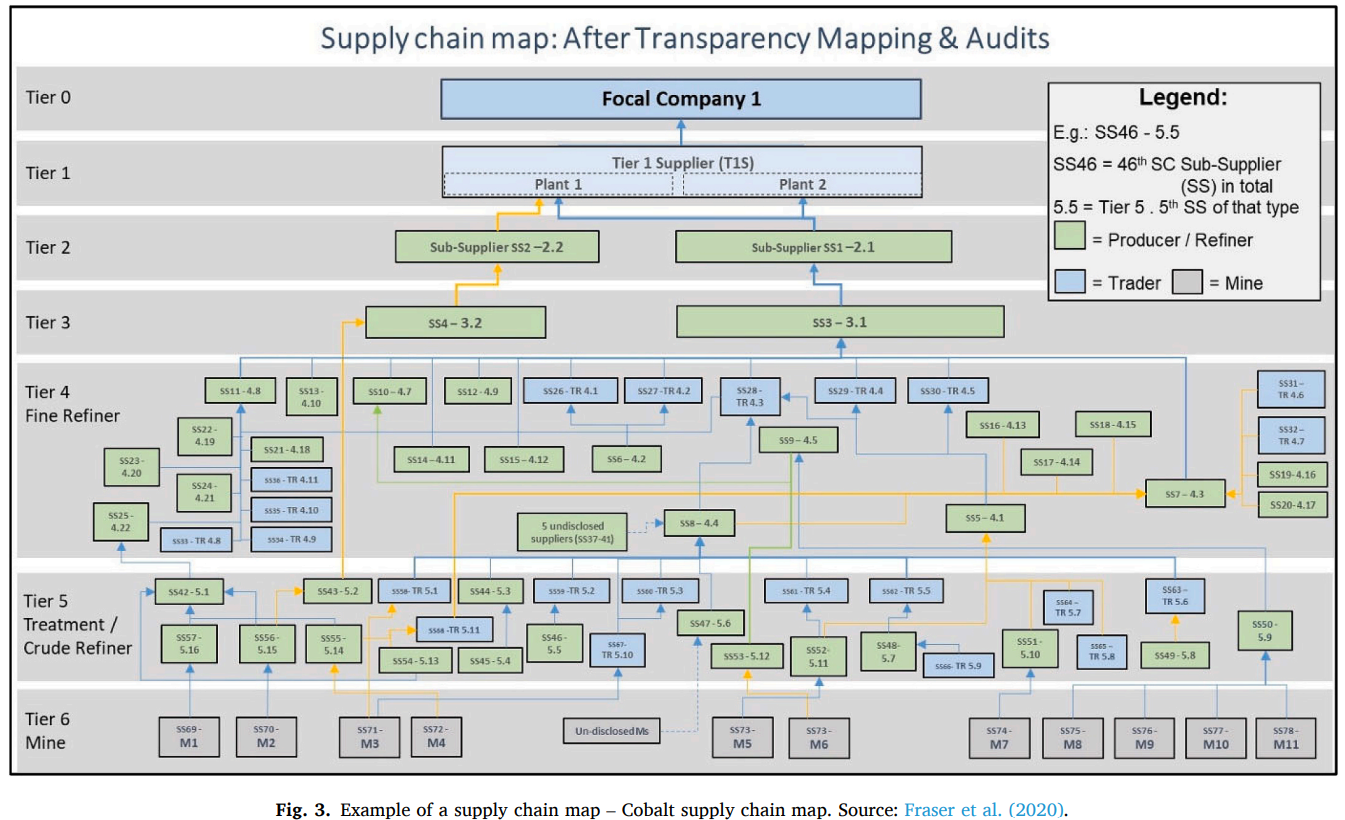 Supply chain map: After Transparency Mapping & Audits
Tier 0
Focal Company 1
Legend:
E.g.: SS46 - 5.5
SS46 = 46th SC Sub-Supplier
(SS) in total
5.5 = Tier 5 . 5th SS of that type
= Producer / Refiner
= Trader
= Mine
Tier 1
Tier 1 Supplier (T1S)
Plant 1
Plant 2
Tier 2
Sub-Supplier SS2 –2.2
Sub-Supplier SS1 –2.1
Tier 3
SS4 – 3.2
SS3 – 3.1
Tier 4
Fine Refiner
SS11 - 4.8
SS13 -
4.10
SS10 – 4.7
SS12 - 4.9
SS26 - TR 4.1
SS27 - TR 4.2
SS28 -
TR 4.3
SS29 – TR 4.4
SS30 – TR 4.5
SS31 –
TR 4.6
SS22 -
4.19
SS21 - 4.18
SS23 -
4.20
SS14 – 4.11
SS15 – 4.12
SS6 – 4.2
SS9 – 4.5
SS16 – 4.13
SS18 – 4.15
SS32 –
TR 4.7
SS17 - 4.14
SS19- 4.16
SS36 - TR 4.11
SS24 -
4.21
SS7 – 4.3
SS20- 4.17
SS35 - TR 4.10
SS25 -
4.22
SS33 – TR 4.8
SS34 – TR 4.9
5 undisclosed
suppliers (SS37-41)
SS8 – 4.4
SS5 – 4.1
Tier 5
Treatment /
Crude Refiner
SS42 – 5.1
SS43 – 5.2
TR 5.1
SS44 – 5.3
SS59 – TR 5.2
SS60 – TR 5.3
SS61 – TR 5.4
SS62 – TR 5.5
SS64 –
TR 5.7
SS63 –
TR 5.6
SS57 -
5.16
SS56 –
5.15
SS55 –
5.14
SS68 -TR 5.11
SS54 – 5.13
SS45 – 5.4
SS46 –
5.5
SS67-
TR 5.10
SS47 - 5.6
SS53 - 5.12
SS52-
5.11
SS48-
5.7
SS66- TR 5.9
SS51 -
5.10
SS65 –
TR 5.8
SS49 – 5.8
SS50 -
5.9
Tier 6
Mine
SS69 -
M1
SS70 -
M2
SS71 -
M3
SS72 -
M4
Un-disclosed Ms
SS73 -
M5
SS73 –
M6
SS74 -
M7
SS75 –
M8
SS76 –
M9
SS77 -
M10
SS78 -
M11
Fig. 3. Example of a supply chain map – Cobalt supply chain map. Source: Fraser et al. (2020).